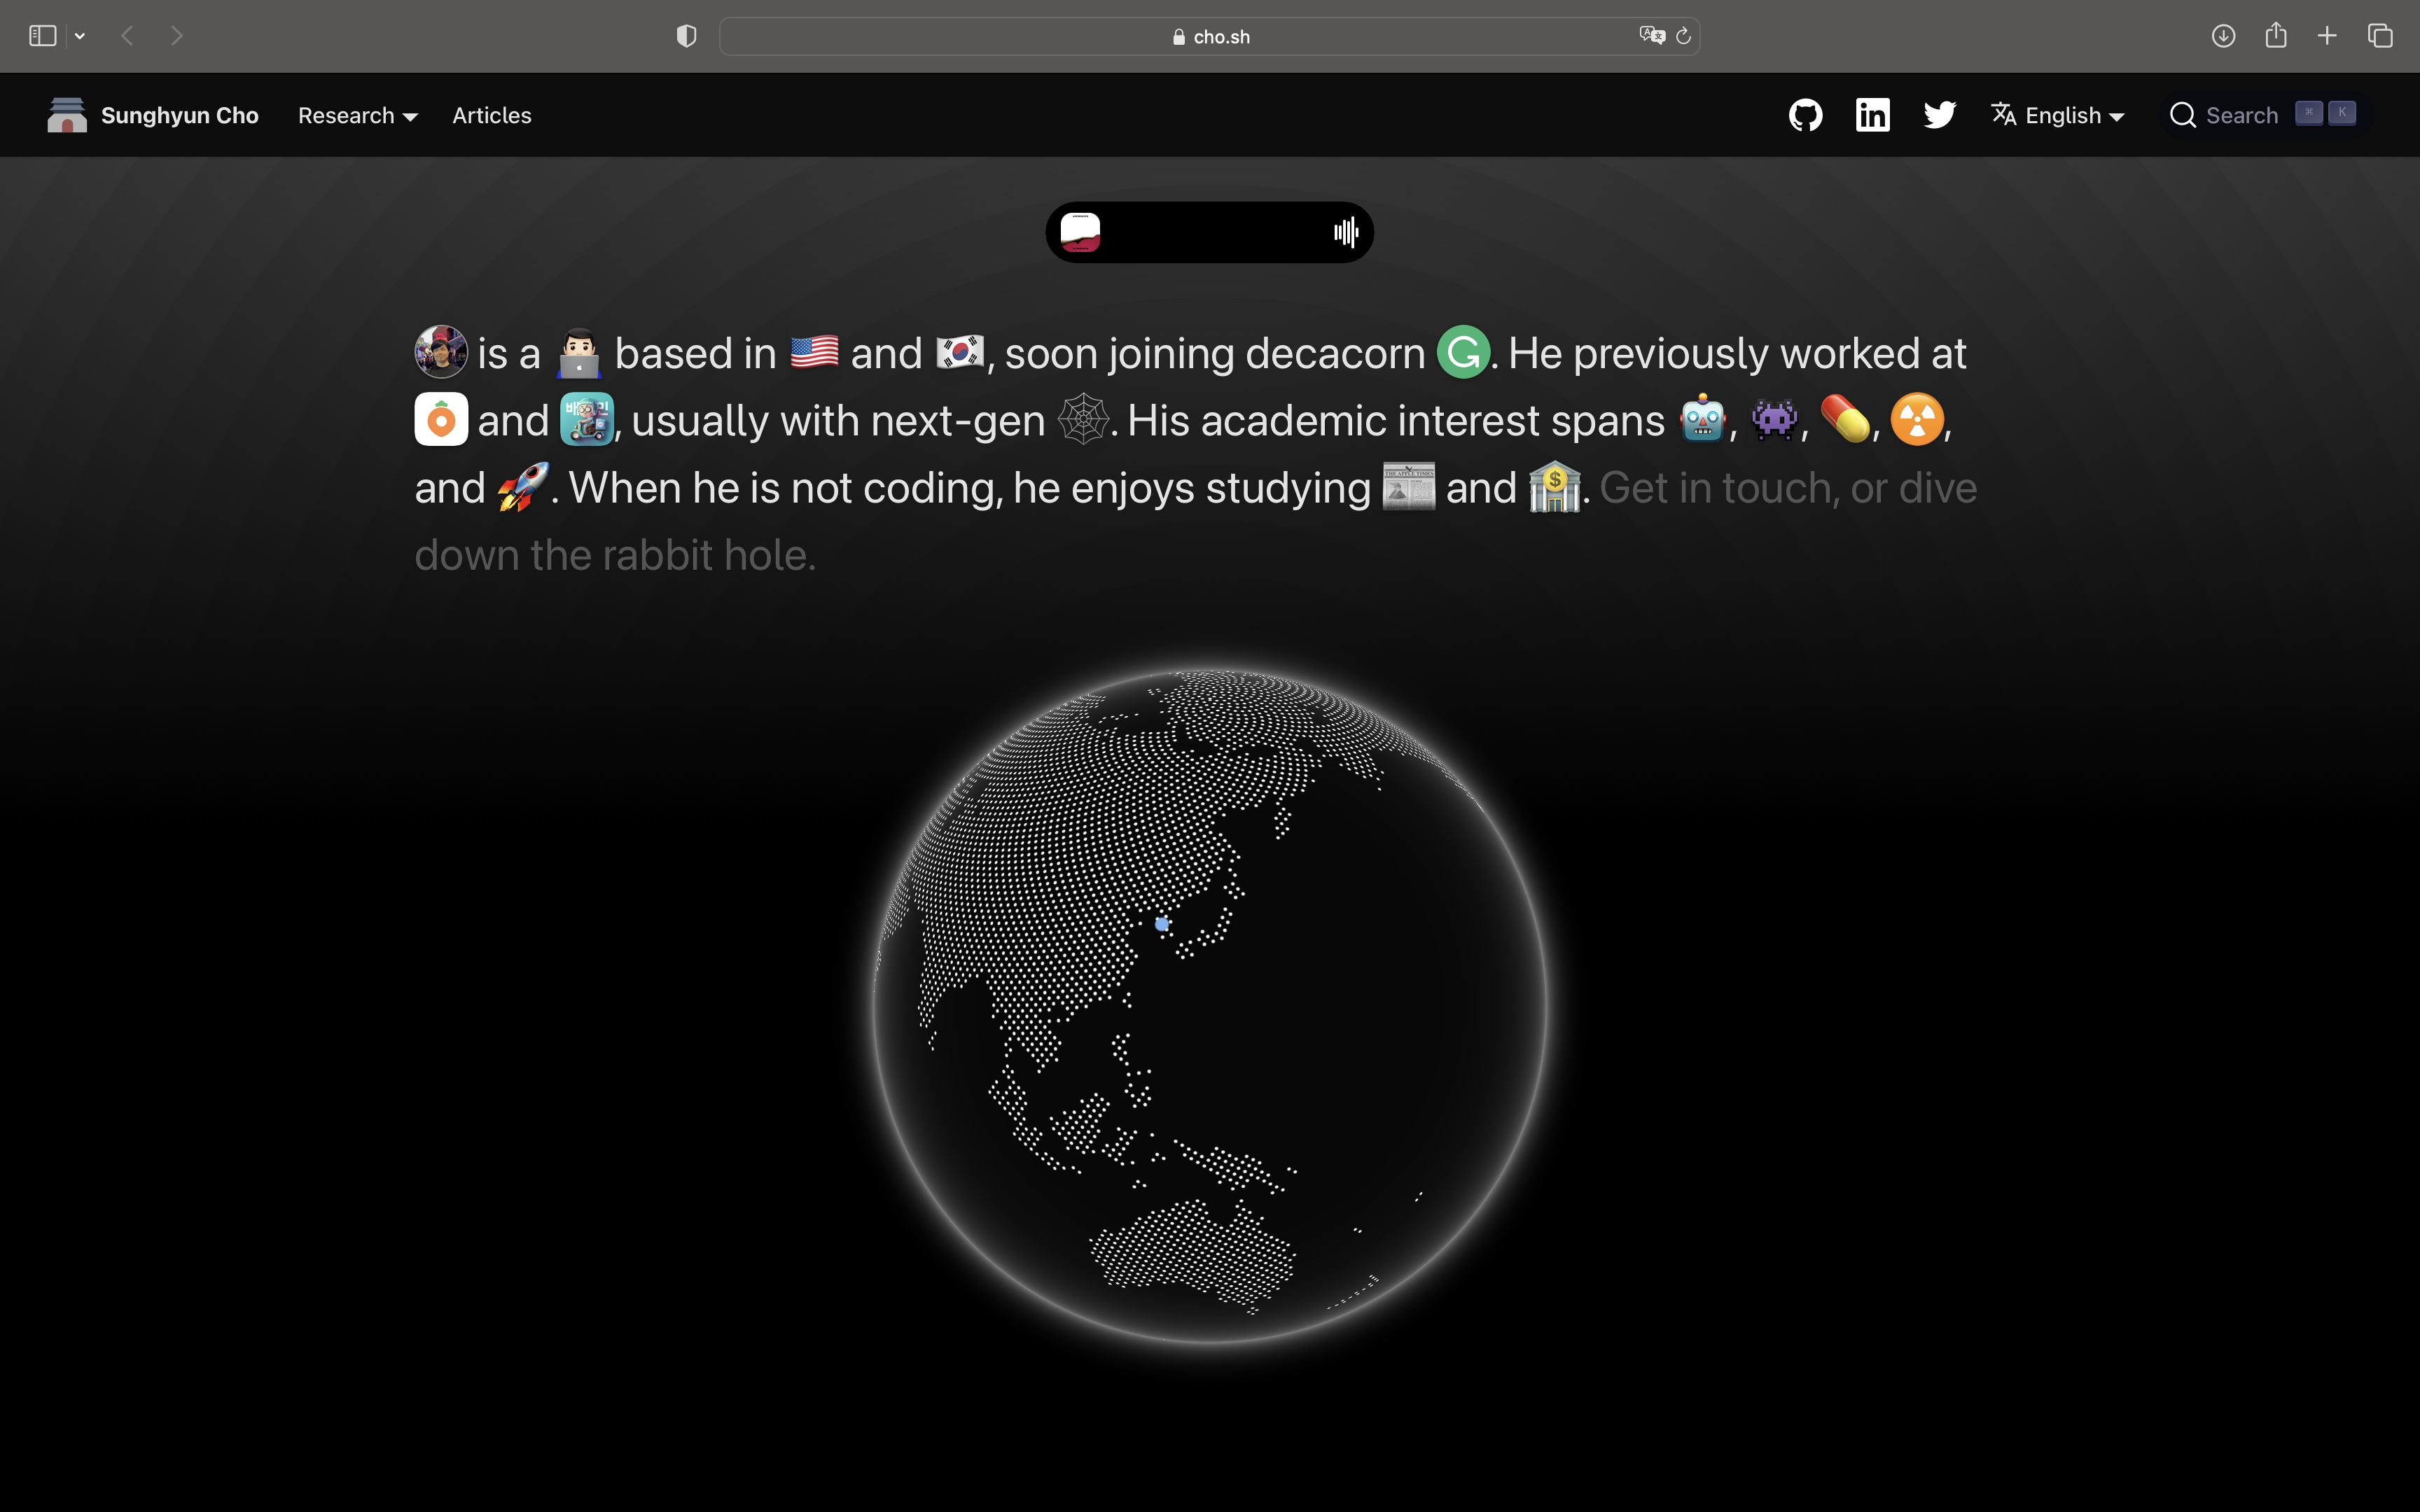 cho.sh
Sunghyun Cho
Research
Articles
English
Search ⌘ K
is a 👨🏻‍💻 based in 🇺🇸 and 🇰🇷, soon joining decacorn G. He previously worked at
and 배민, usually with next-gen 🕸. His academic interest spans 🤖, 👾, 💊, ☢️,
and 🚀. When he is not coding, he enjoys studying 📰 and 🏦. Get in touch, or dive
down the rabbit hole.